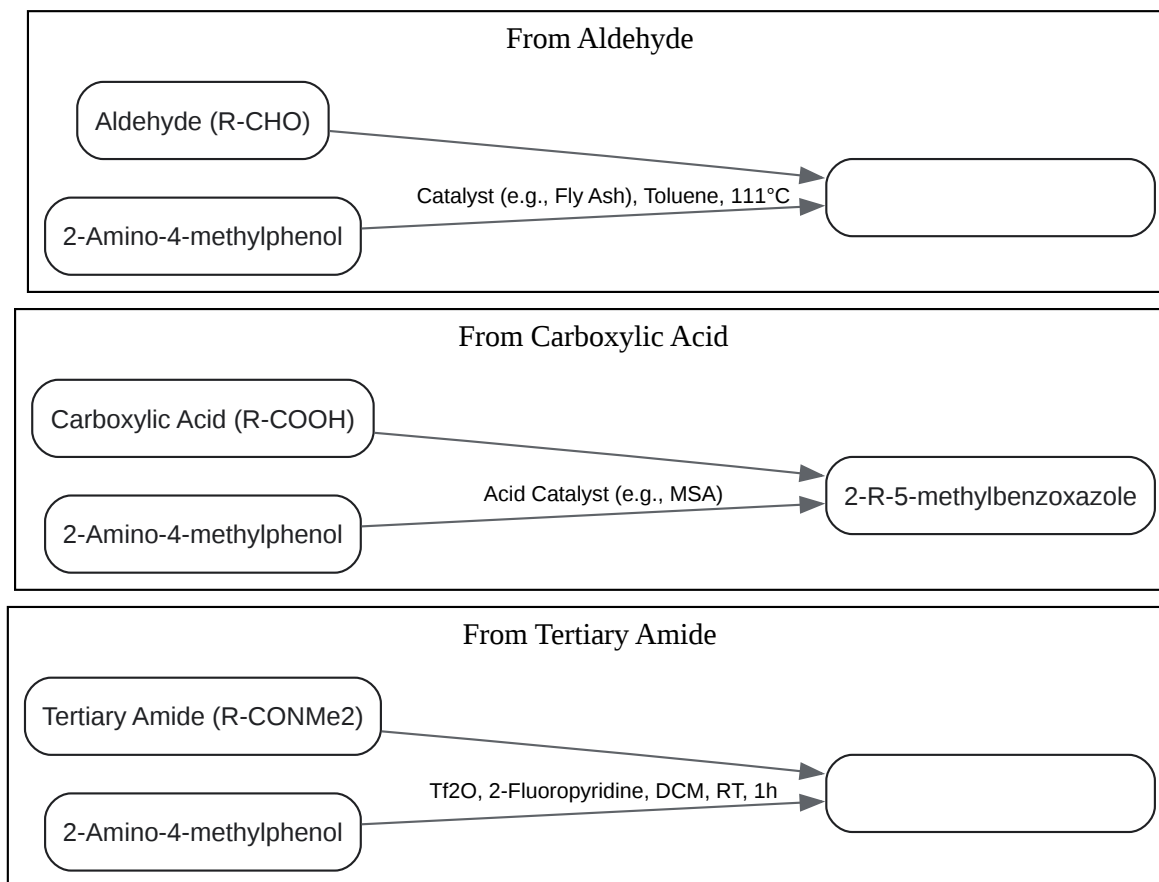 From Aldehyde
Aldehyde (R-CHO)
Catalyst (e.g., Fly Ash), Toluene, 111°C
2-Amino-4-methylphenol
From Carboxylic Acid
Carboxylic Acid (R-COOH)
Acid Catalyst (e.g., MSA)
2-R-5-methylbenzoxazole
2-Amino-4-methylphenol
From Tertiary Amide
Tertiary Amide (R-CONMe2)
Tf2O, 2-Fluoropyridine, DCM, RT, 1h
2-Amino-4-methylphenol